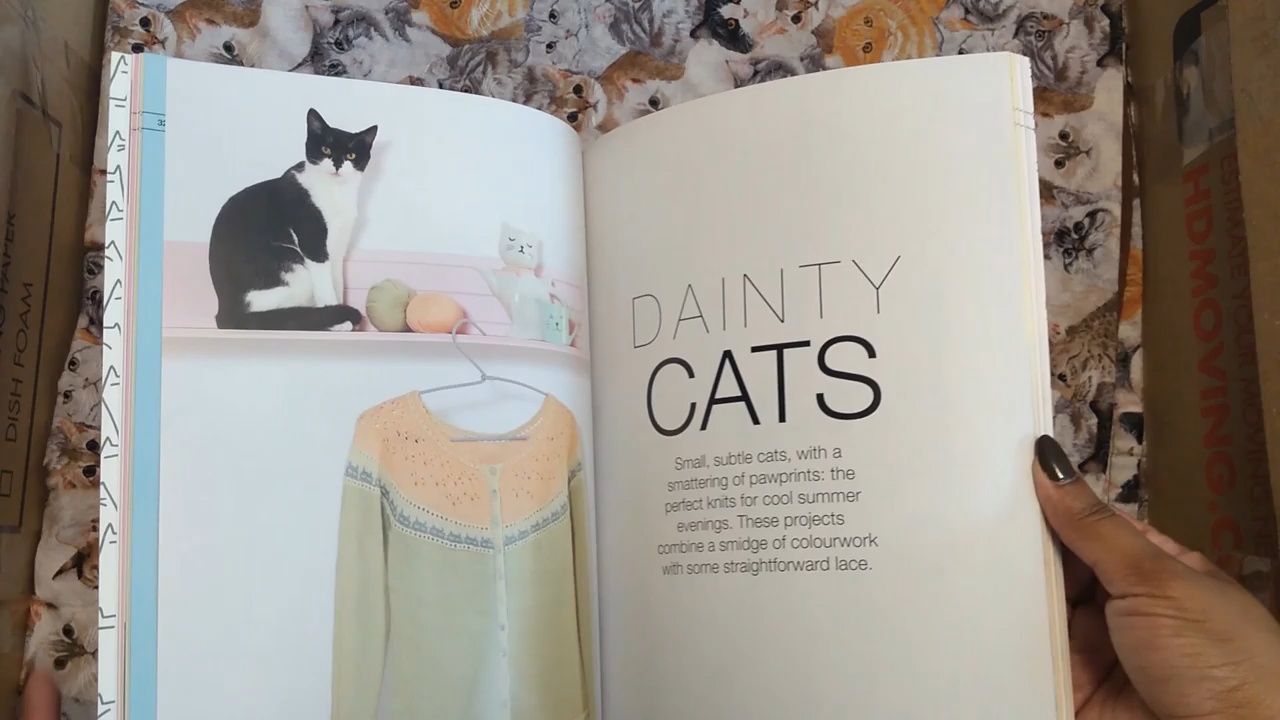 32
DAINTY
CATS
Small, subtle cats, with a
smattering of pawprints: the
perfect knits for cool summer
evenings. These projects
combine a smidge of colourwork
with some straightforward lace.
DISH FOAM
HDMOVING.C